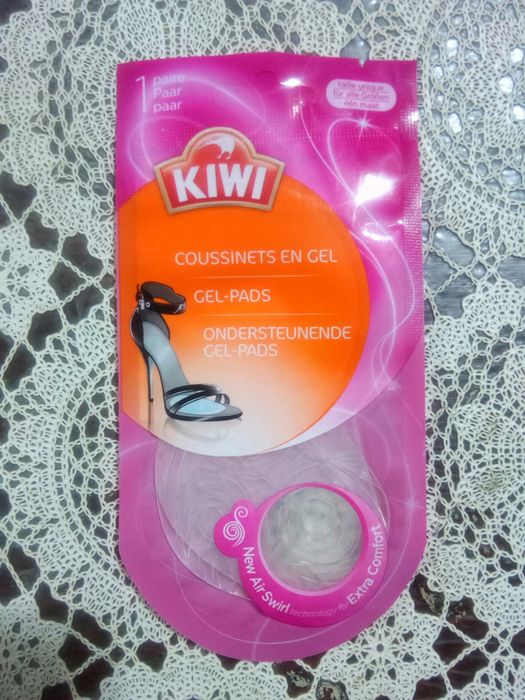 1 paire
Paar
paar
taille unique
für alle Größen
één maat
KIWI
COUSSINETS EN GEL
GEL-PADS
ONDERSTEUNENDE
GEL-PADS
New Air Swirl technology for Extra Comfort